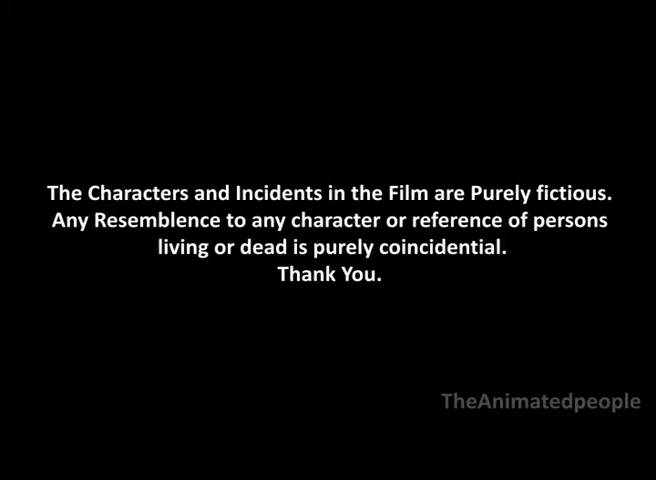 The Characters and Incidents in the Film are Purely fictious.
Any Resemblence to any character or reference of persons
living or dead is purely coincidential.
Thank You.
TheAnimatedpeople